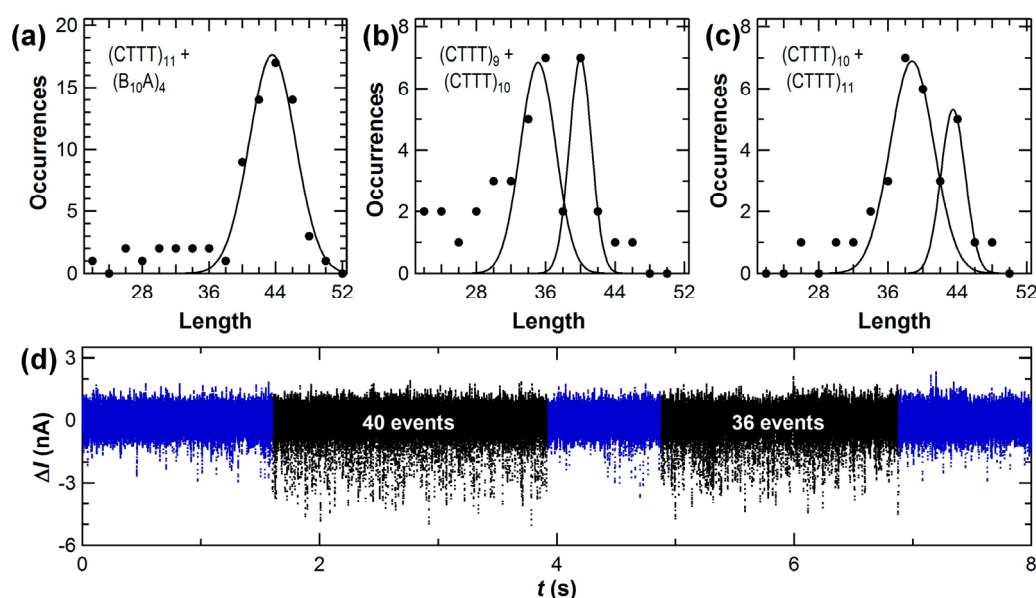 (a)
(CTTT)₁₁ +
(B₁₀A)₄
Occurrences
20
15
10
5
0
28 36 44 52
Length
(b)
(CTTT)₉ +
(CTTT)₁₀
Occurrences
8
6
4
2
0
28 36 44 52
Length
(c)
(CTTT)₁₀ +
(CTTT)₁₁
Occurrences
8
6
4
2
0
28 36 44 52
Length
(d)
ΔI (nA)
3
0
-3
-6
40 events
36 events
0 2 4 6 8
t (s)